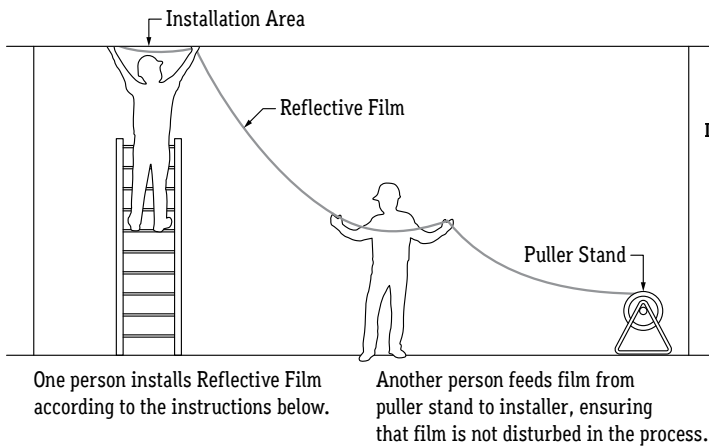 Installation Area
Reflective Film
Puller Stand
One person installs Reflective Film
according to the instructions below.
Another person feeds film from
puller stand to installer, ensuring
that film is not disturbed in the process.